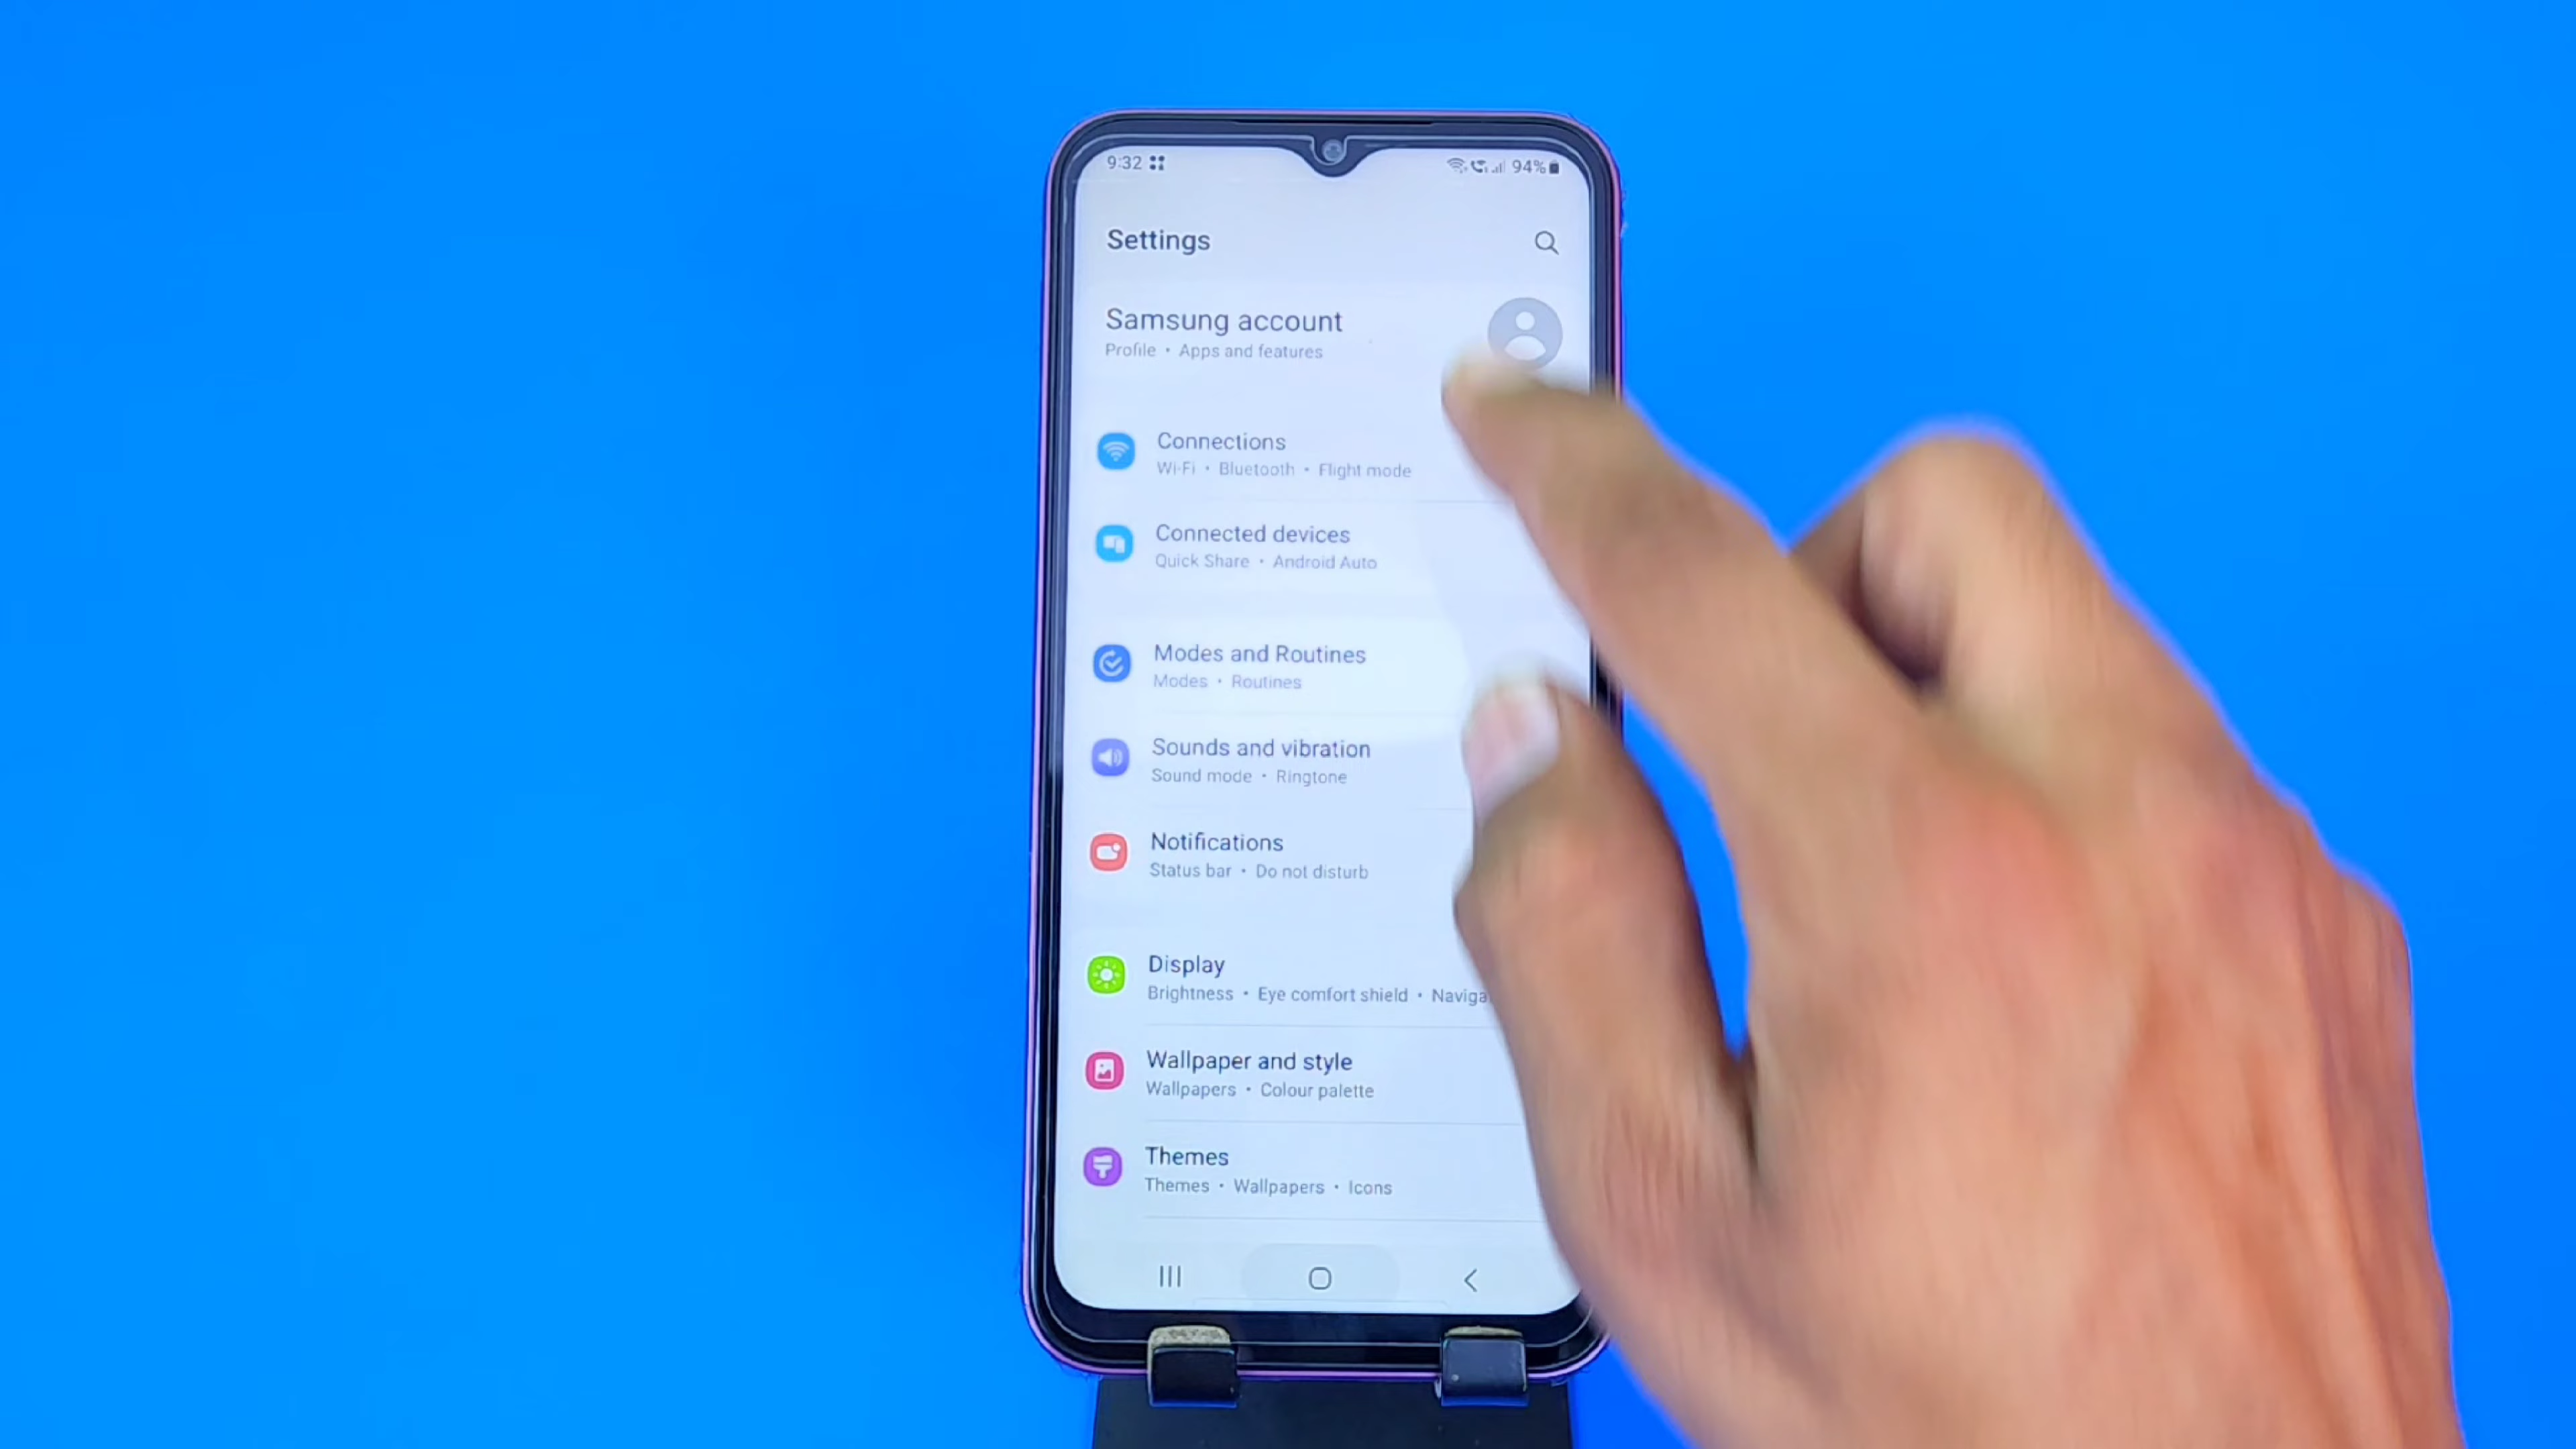 9:32
94%
Settings
Samsung account
Profile • Apps and features
Connections
Wi-Fi • Bluetooth • Flight mode
Connected devices
Quick Share • Android Auto
Modes and Routines
Modes • Routines
Sounds and vibration
Sound mode • Ringtone
Notifications
Status bar • Do not disturb
Display
Brightness • Eye comfort shield • Naviga
Wallpaper and style
Wallpapers • Colour palette
Themes
Themes • Wallpapers • Icons